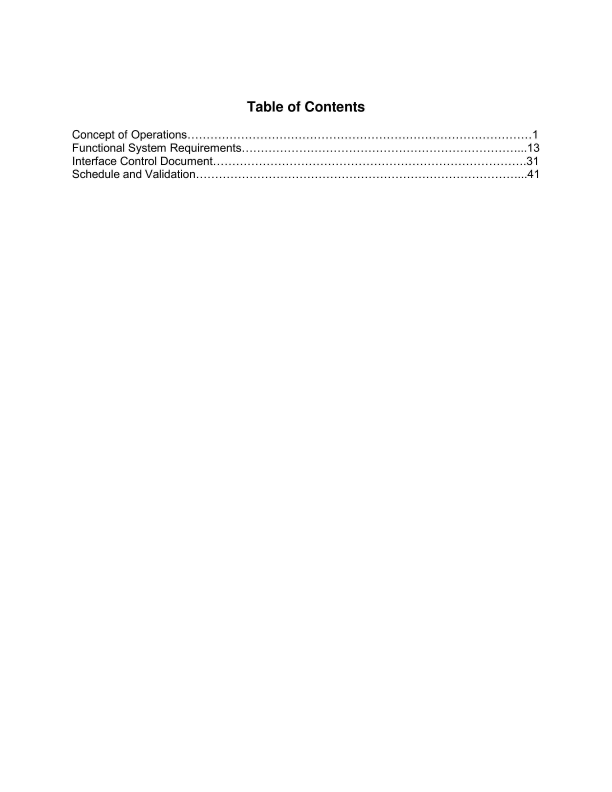 Table of Contents
Concept of Operations……………………………………………………………………………1
Functional System Requirements………………………………………………………………...13
Interface Control Document…………………………………………………………………….31
Schedule and Validation…………………………………………………………………………...41